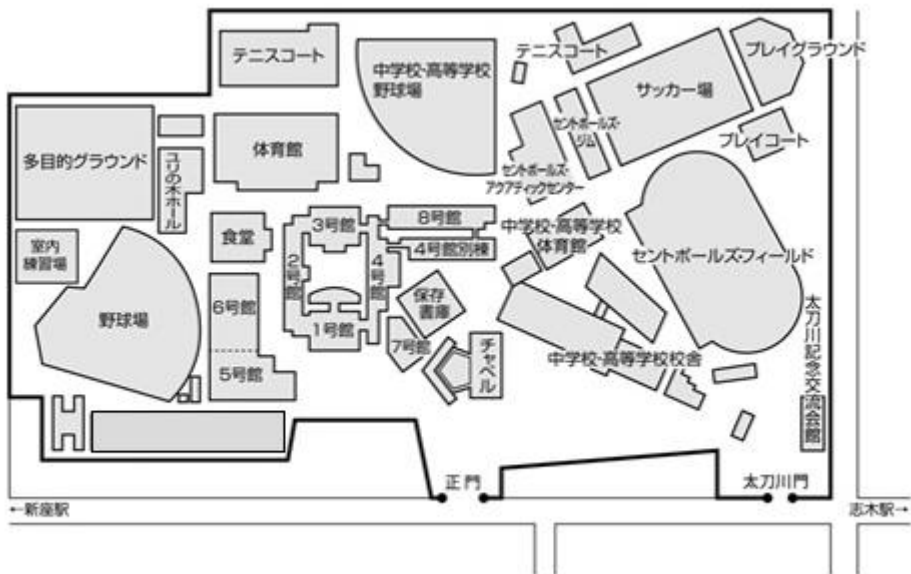 テニスコート
中学校・高等学校
野球場
テニスコート
プレイグラウンド
サッカー場
セントポールズ・
ジム
プレイコート
多目的グラウンド
ユリの木ホール
体育館
セントポールズ・
アクアティックセンター
室内
練習場
食堂
3号館
8号館
4号館別棟
2号館
4号館
中学校・高等学校
体育館
セントポールズ・フィールド
野球場
6号館
1号館
保存
書庫
7号館
チャペル
5号館
中学校・高等学校校舎
太刀川記念交流会館
正門
太刀川門
←新座駅
志木駅→